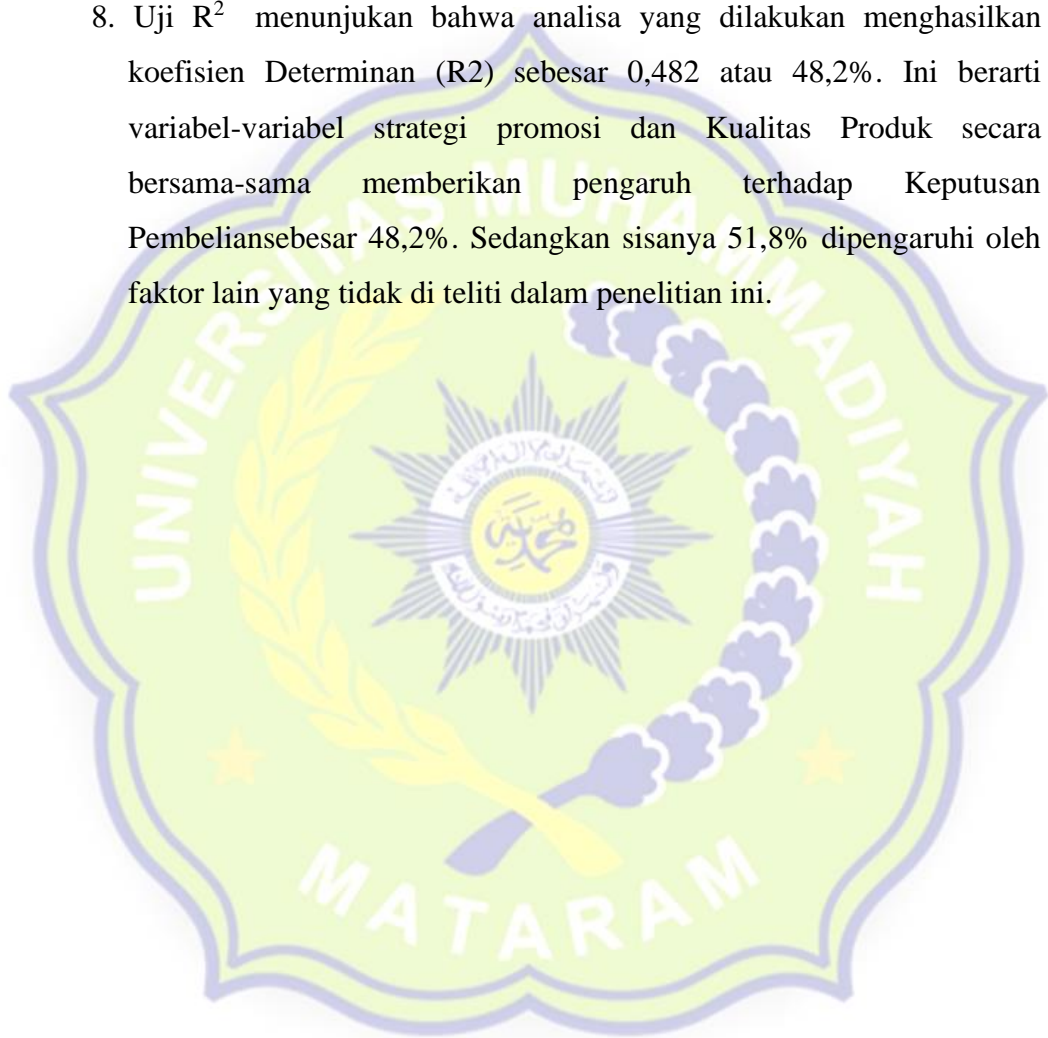 8. Uji R² menunjukan bahwa analisa yang dilakukan menghasilkan
koefisien Determinan (R2) sebesar 0,482 atau 48,2%. Ini berarti
variabel-variabel strategi promosi dan Kualitas Produk secara
bersama-sama memberikan pengaruh terhadap Keputusan
Pembeliansebesar 48,2%. Sedangkan sisanya 51,8% dipengaruhi oleh
faktor lain yang tidak di teliti dalam penelitian ini.
UNIVERSITAS MUHAMMADIYAH
MATARAM